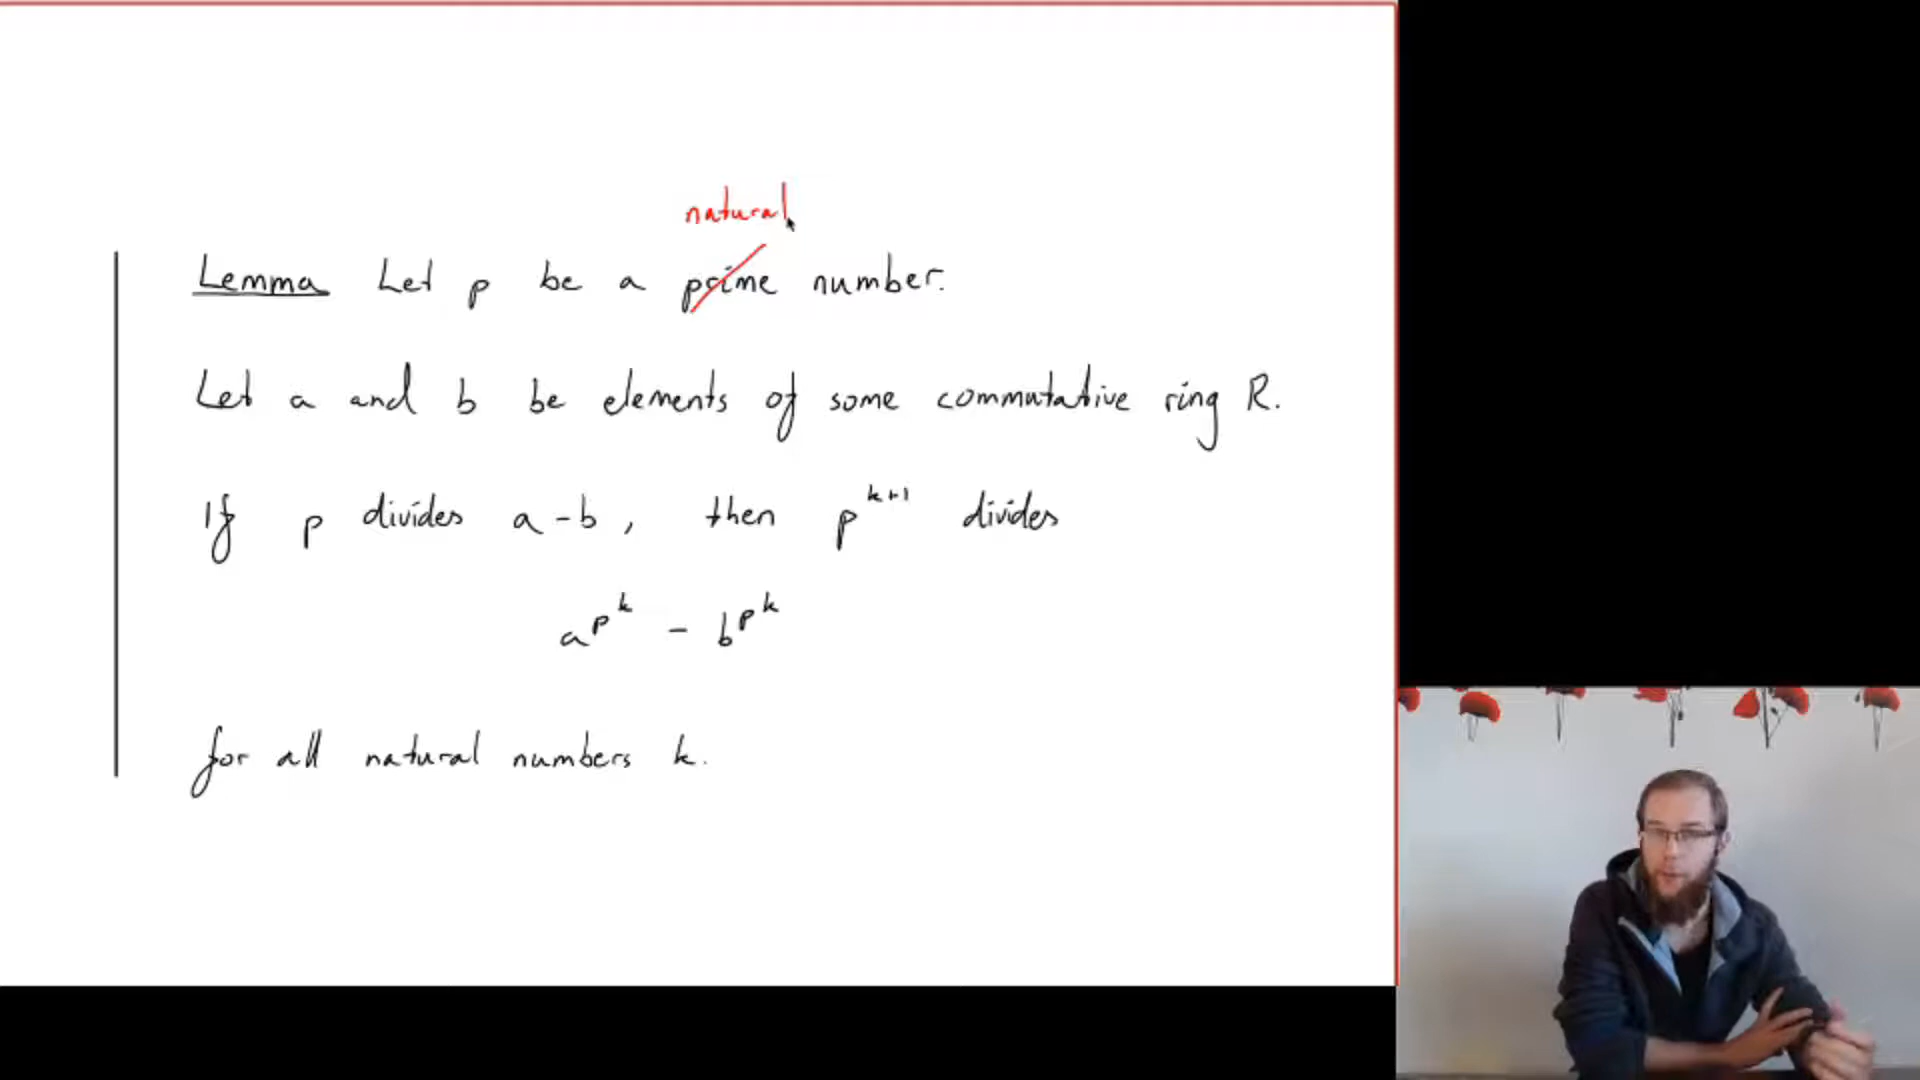 natural
Lemma Let p be a prime number.
Let a and b be elements of some commutative ring R.
If p divides a-b, then p^{k+1} divides
a^{p^k} - b^{p^k}
for all natural numbers k.